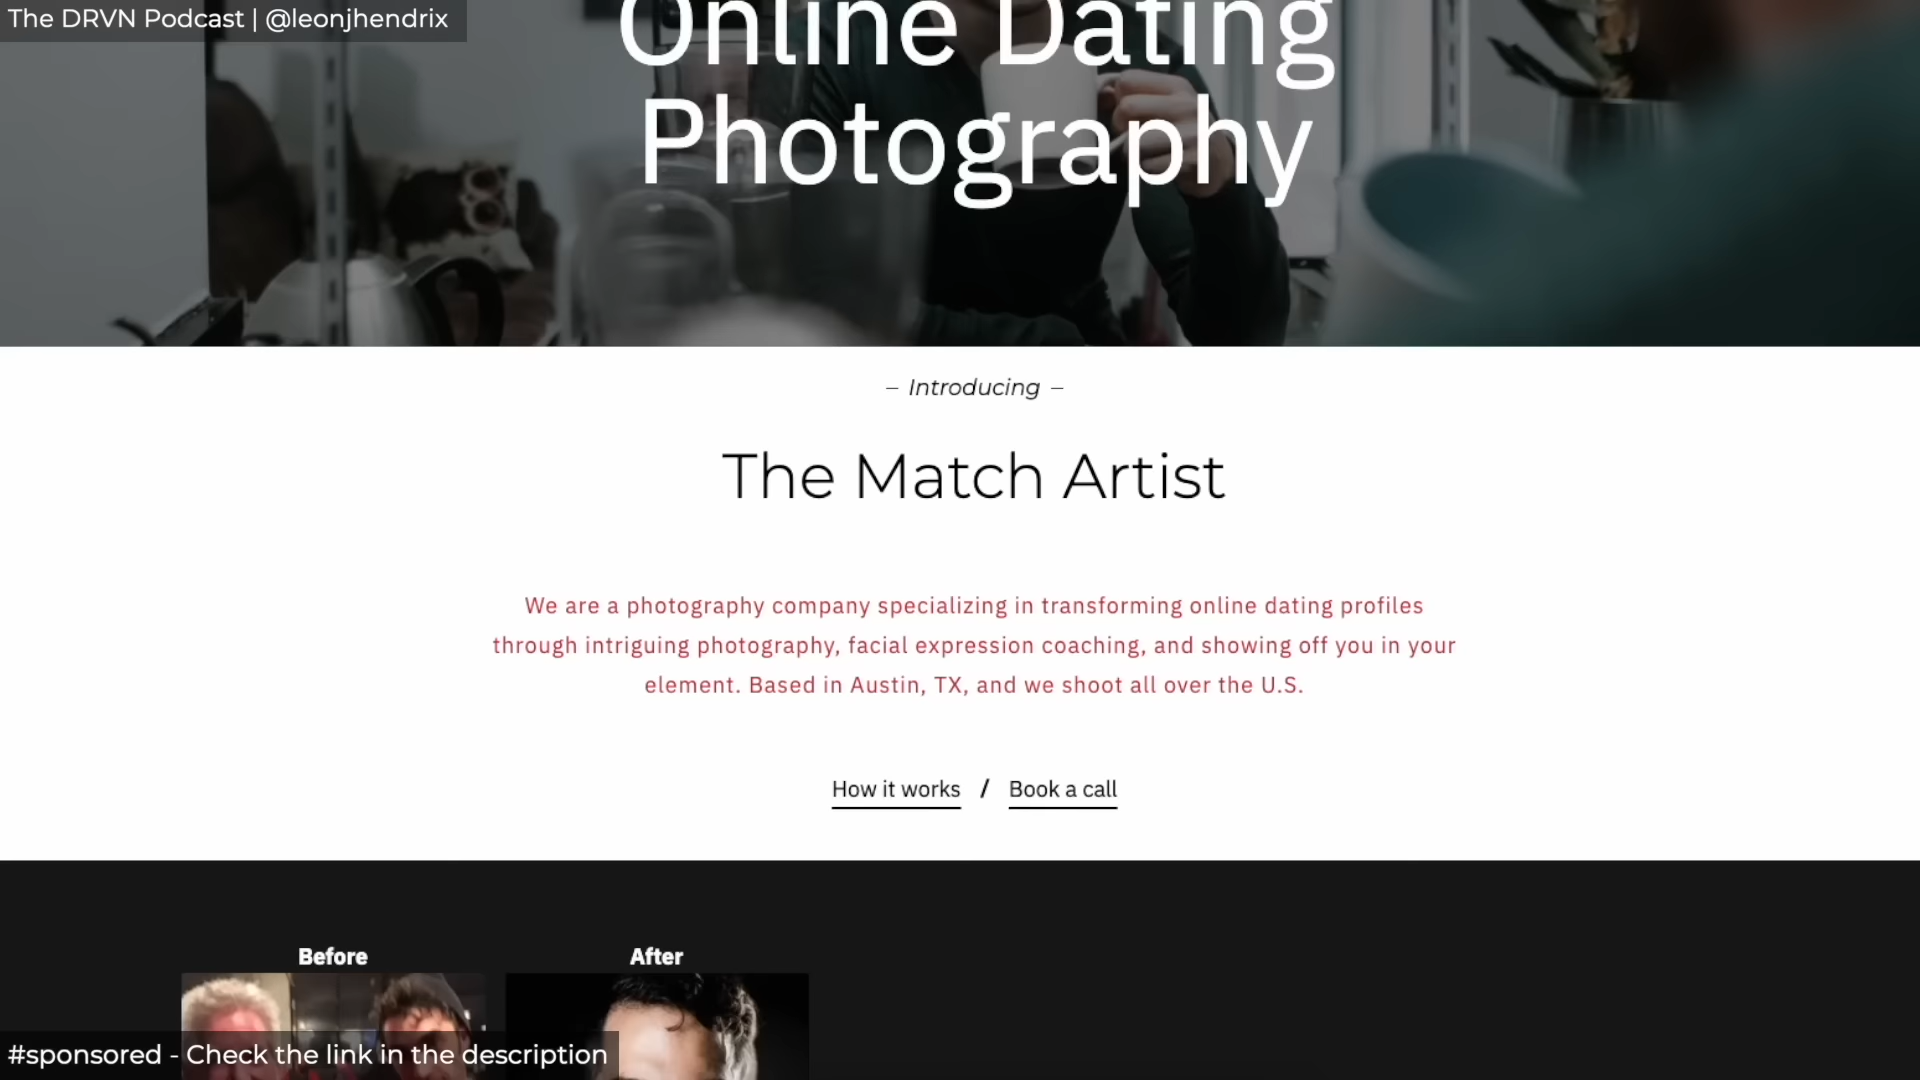 The DRVN Podcast | @leonjhendrix
Online Dating
Photography
– Introducing –
The Match Artist
We are a photography company specializing in transforming online dating profiles
through intriguing photography, facial expression coaching, and showing off you in your
element. Based in Austin, TX, and we shoot all over the U.S.
How it works / Book a call
Before After
#sponsored - Check the link in the description